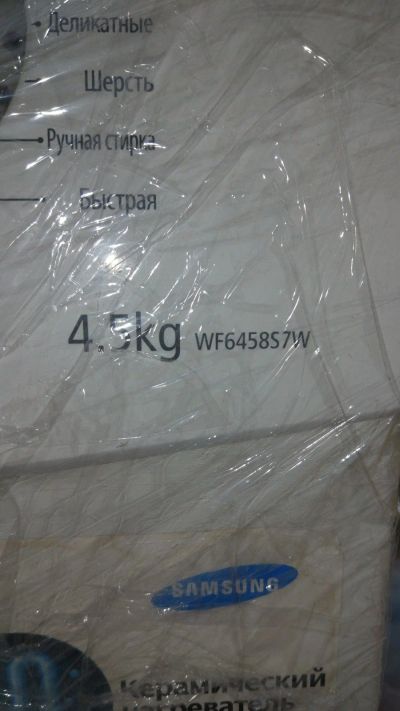 Деликатные
Шерсть
Ручная стирка
Быстрая
4.5kg WF6458S7W
SAMSUNG
Керамический
нагреватель